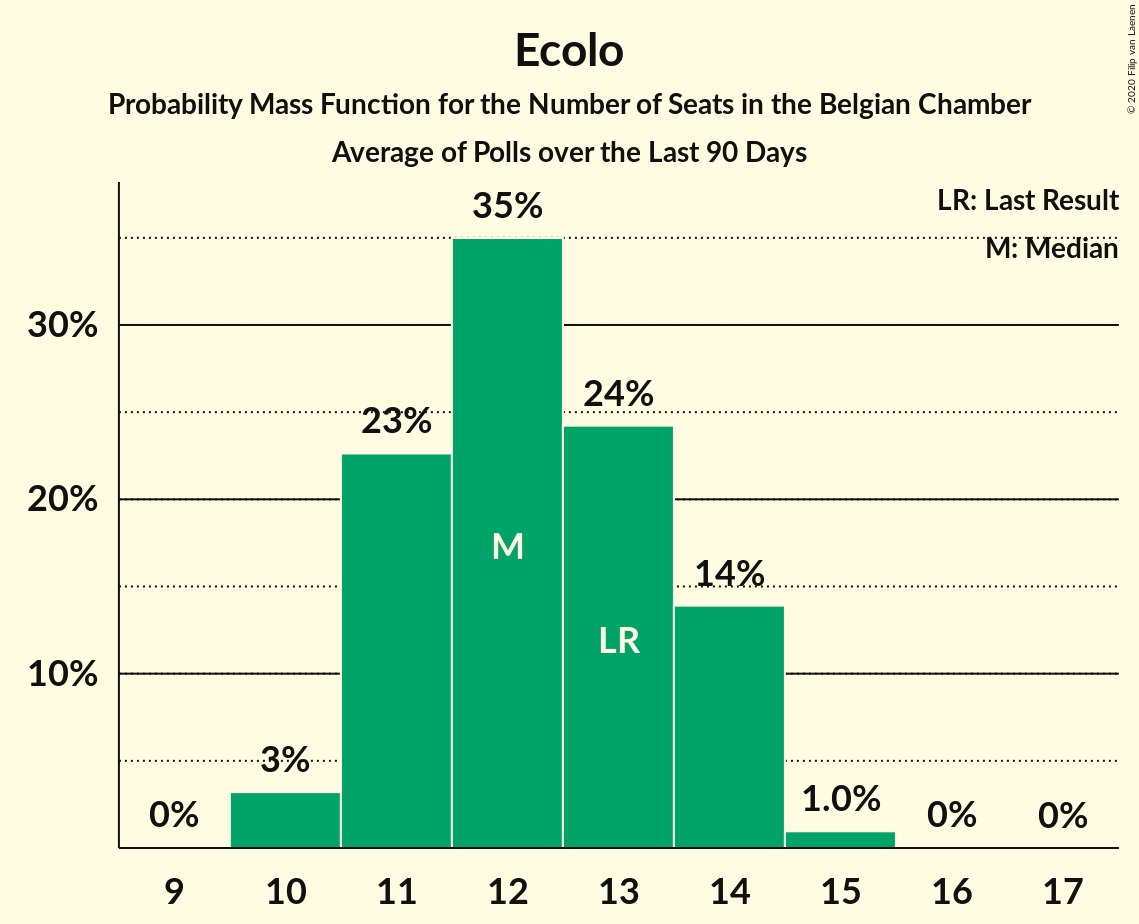 Ecolo
Probability Mass Function for the Number of Seats in the Belgian Chamber
Average of Polls over the Last 90 Days
© 2020 Filip van Laenen
LR: Last Result
M: Median
35%
30%
24%
23%
20%
M
14%
LR
10%
3%
1.0%
0%
0%
0%
9
10
11
12
13
14
15
16
17